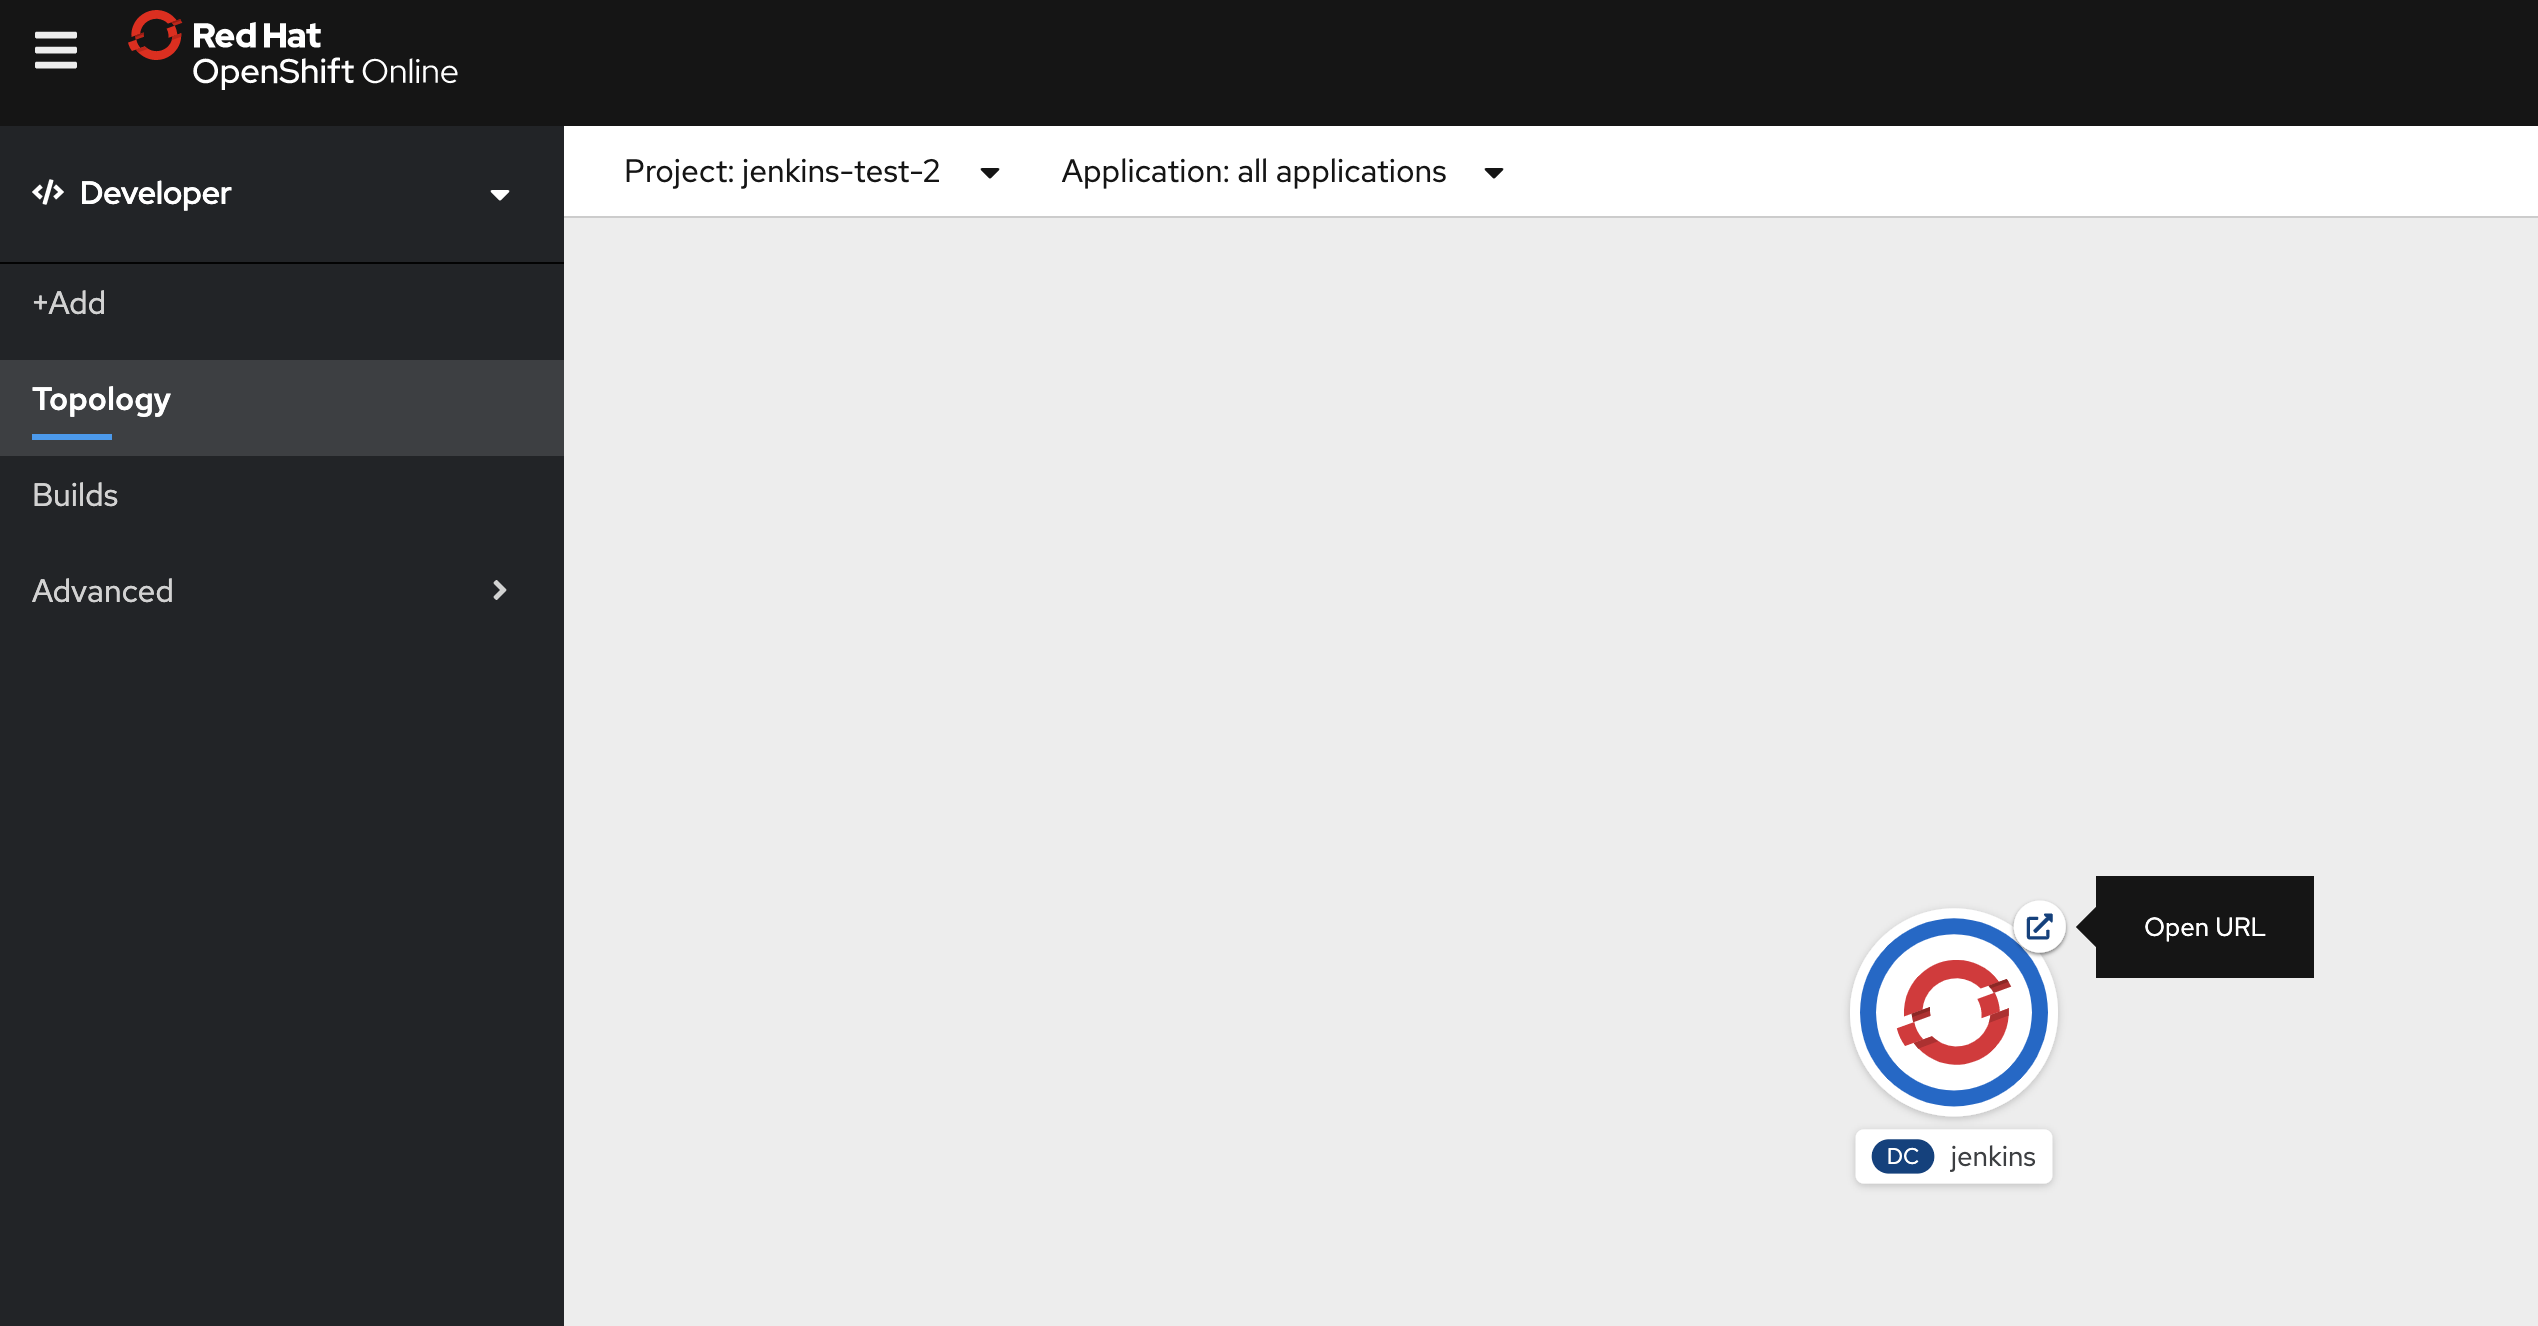 Red Hat
OpenShift Online
Developer
+Add
Topology
Builds
Advanced
Project: jenkins-test-2
Application: all applications
Open URL
DC jenkins